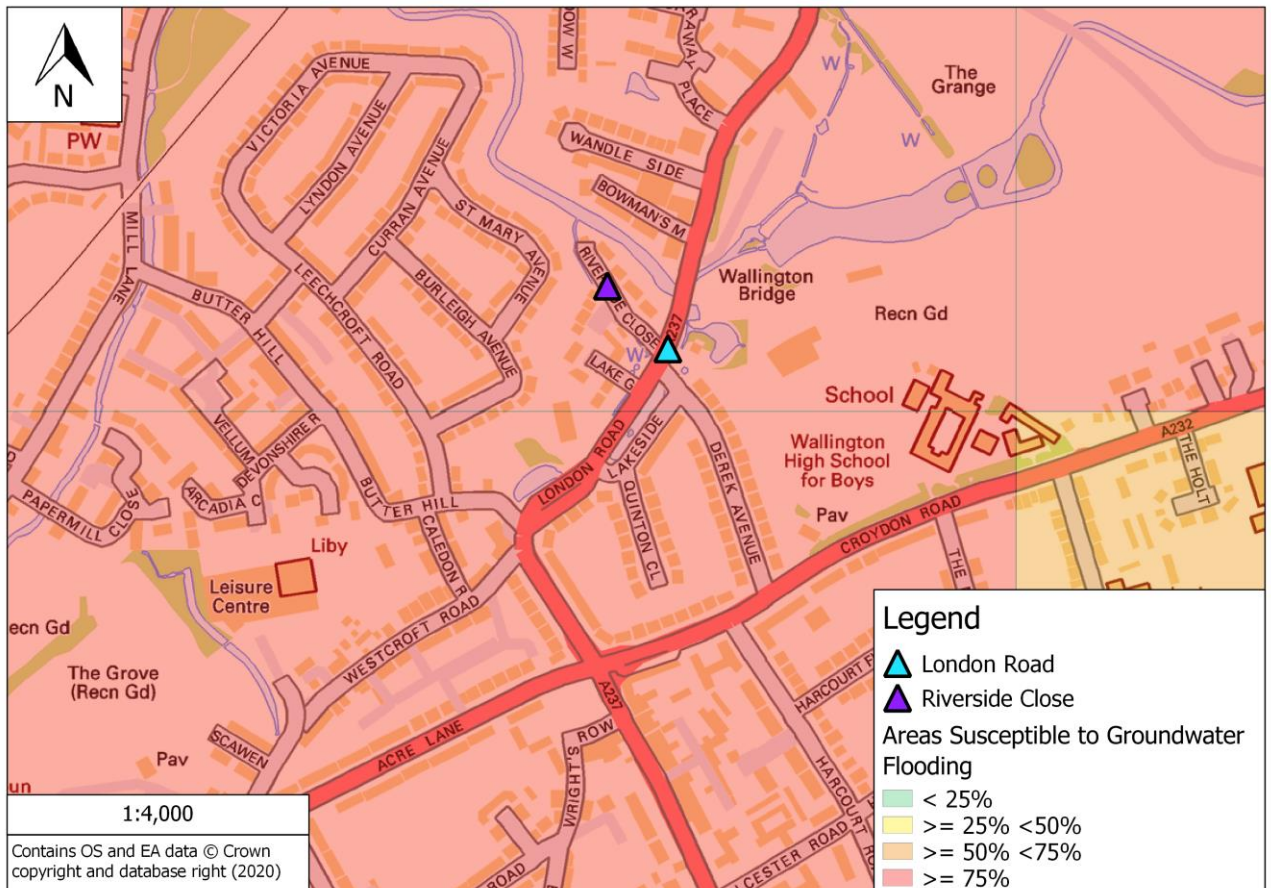 N
PW
VICTORIA AVENUE
LYNDON AVENUE
CURRAN AVENUE
ST MARY AVENUE
BURLEIGH AVENUE
LEECHCROFT ROAD
MILL LANE
BUTTER HILL
PLACE
WANDLE SIDE
BOWMAN'S M
W
W
The
Grange
Wallington
Bridge
Recn Gd
CLOSE
W
LAKE G
LONDON ROAD
LAKESIDE
QUINTON CL
DEREK AVENUE
School
Wallington
High School
for Boys
Pav
CROYDON ROAD
A232
THE HOLT
THE
VELLUM
DEVONSHIRE R
ARCADIA C
PAPERMILL CLOSE
BUTTER HILL
CALEDON R
Liby
Leisure
Centre
WESTCROFT ROAD
ecn Gd
The Grove
(Recn Gd)
Pav
SCAWEN
un
ACRE LANE
A237
WRIGHT'S ROW
ROAD
HARCOURT
HARCOURT
Legend
London Road
Riverside Close
Areas Susceptible to Groundwater
Flooding
< 25%
>= 25% <50%
>= 50% <75%
>= 75%
1:4,000
Contains OS and EA data © Crown
copyright and database right (2020)